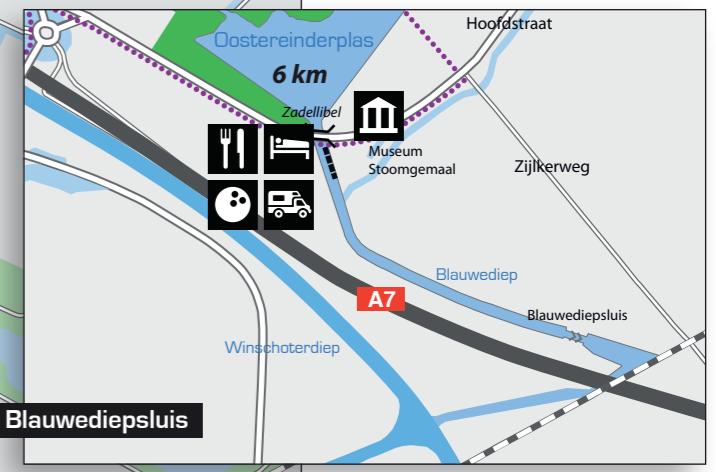 Hoofdstraat
Oostereinderplas
6 km
Zadellibel
Museum
Stoomgemaal
Zijlkerweg
Blauwediep
A7
Blauwediepsluis
Winschoterdiep
Blauwediepsluis